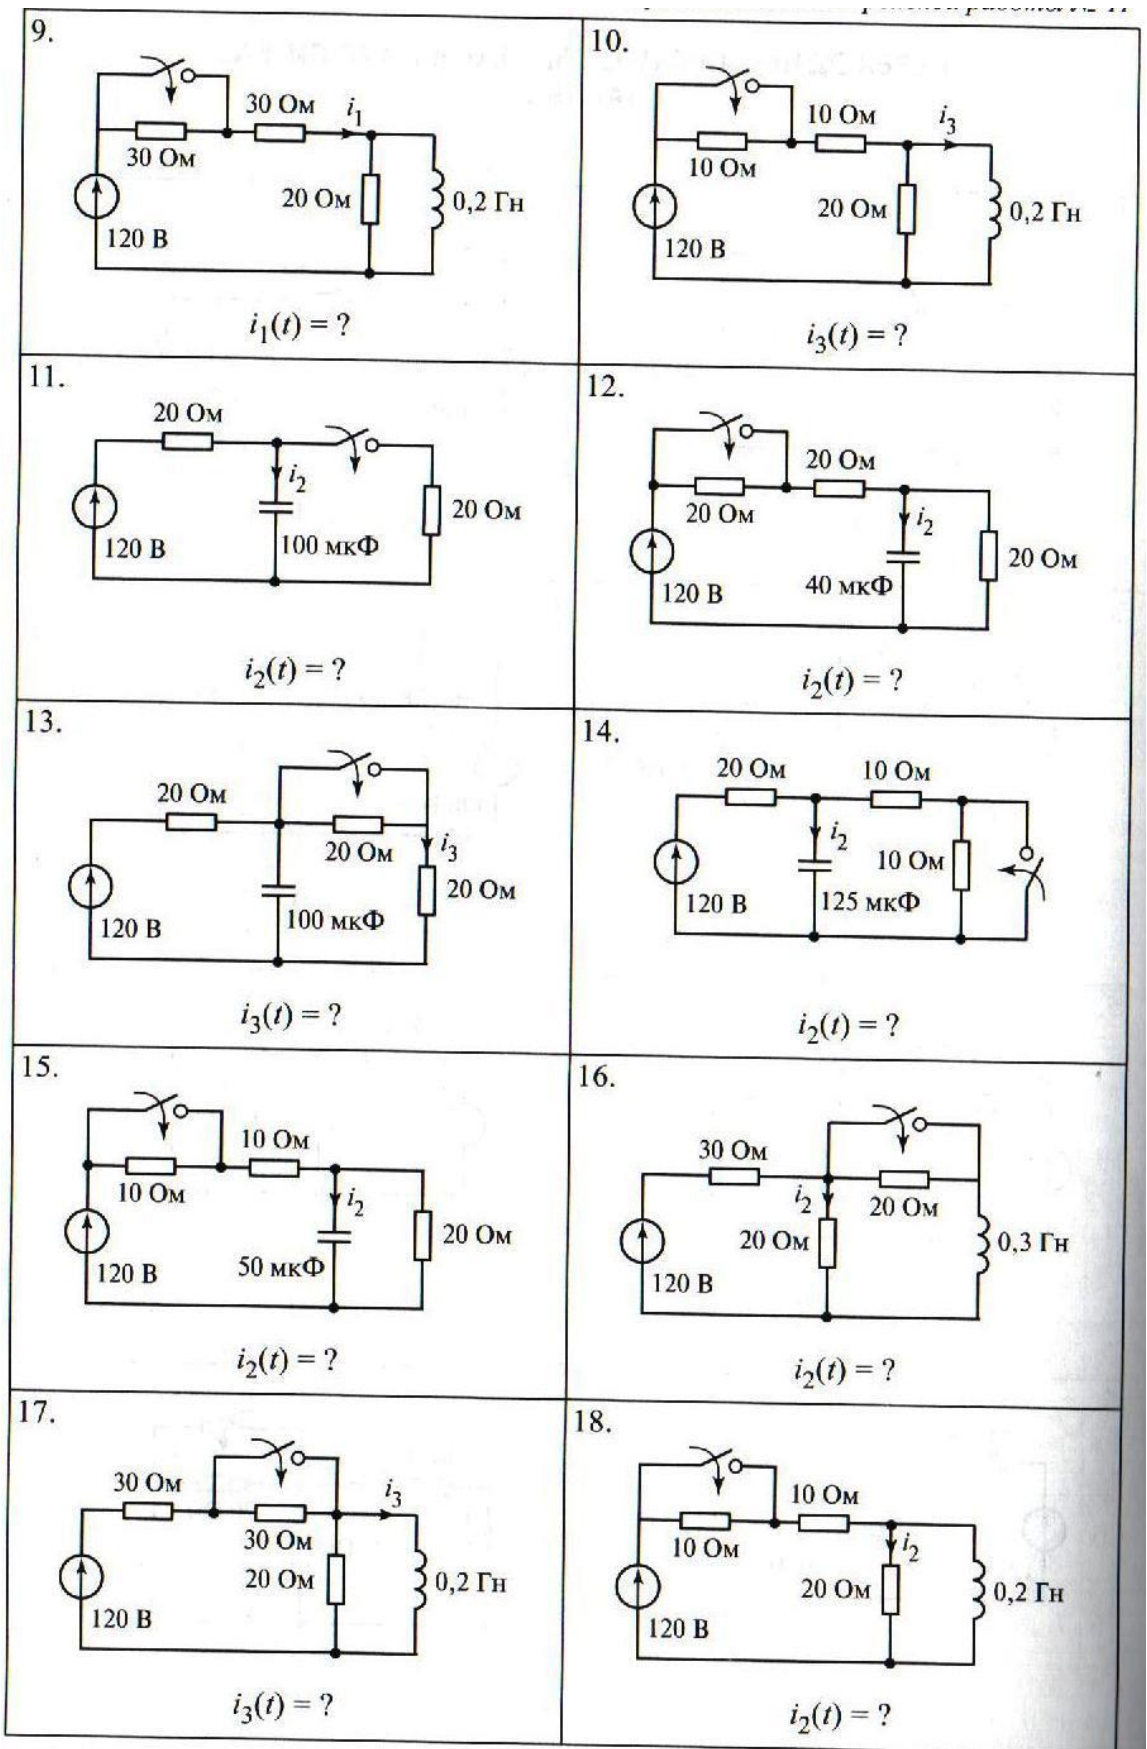 работы № 11
9.
30 Ом
i₁
30 Ом
20 Ом
0,2 Гн
120 В
i₁(t) = ?
10.
10 Ом
i₃
10 Ом
20 Ом
0,2 Гн
120 В
i₃(t) = ?
11.
20 Ом
i₂
20 Ом
120 В
100 мкФ
i₂(t) = ?
12.
20 Ом
20 Ом
i₂
20 Ом
120 В
40 мкФ
i₂(t) = ?
13.
20 Ом
20 Ом
i₃
20 Ом
120 В
100 мкФ
i₃(t) = ?
14.
20 Ом
10 Ом
i₂
10 Ом
120 В
125 мкФ
i₂(t) = ?
15.
10 Ом
10 Ом
i₂
20 Ом
120 В
50 мкФ
i₂(t) = ?
16.
30 Ом
i₂
20 Ом
20 Ом
0,3 Гн
120 В
i₂(t) = ?
17.
30 Ом
i₃
30 Ом
20 Ом
0,2 Гн
120 В
i₃(t) = ?
18.
10 Ом
10 Ом
i₂
20 Ом
0,2 Гн
120 В
i₂(t) = ?